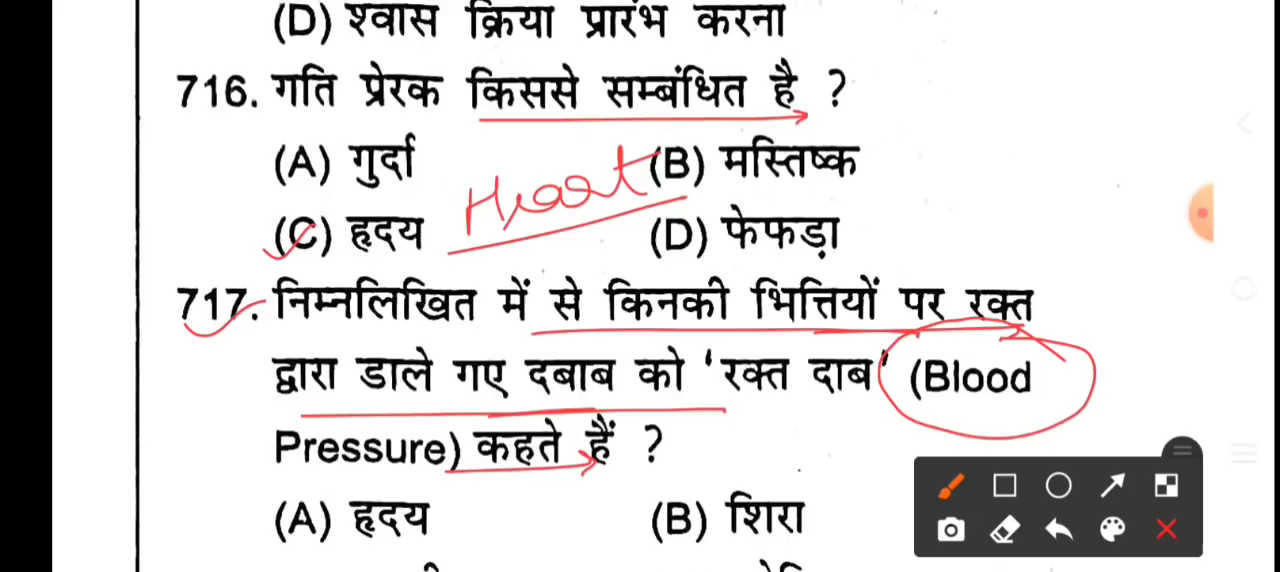 (D) श्वास क्रिया प्रारंभ करना
716. गति प्रेरक किससे सम्बंधित है ?
(A) गुर्दा (B) मस्तिष्क
Heart
(C) हृदय (D) फेफड़ा
717. निम्नलिखित में से किनकी भित्तियों पर रक्त
द्वारा डाले गए दबाब को 'रक्त दाब' (Blood
Pressure) कहते हैं ?
(A) हृदय (B) शिरा